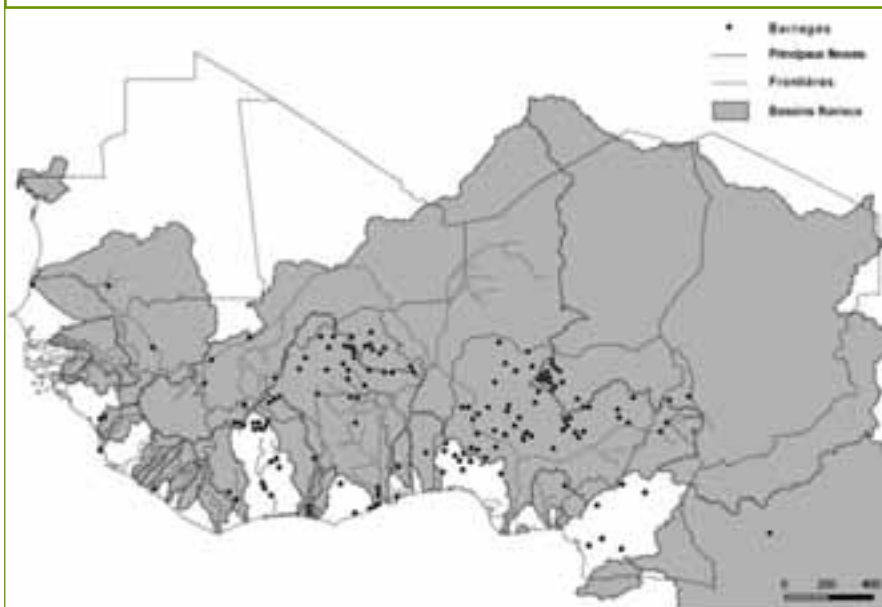 Barrages
Principaux fleuves
Frontières
Bassins fluviaux
0 200 400